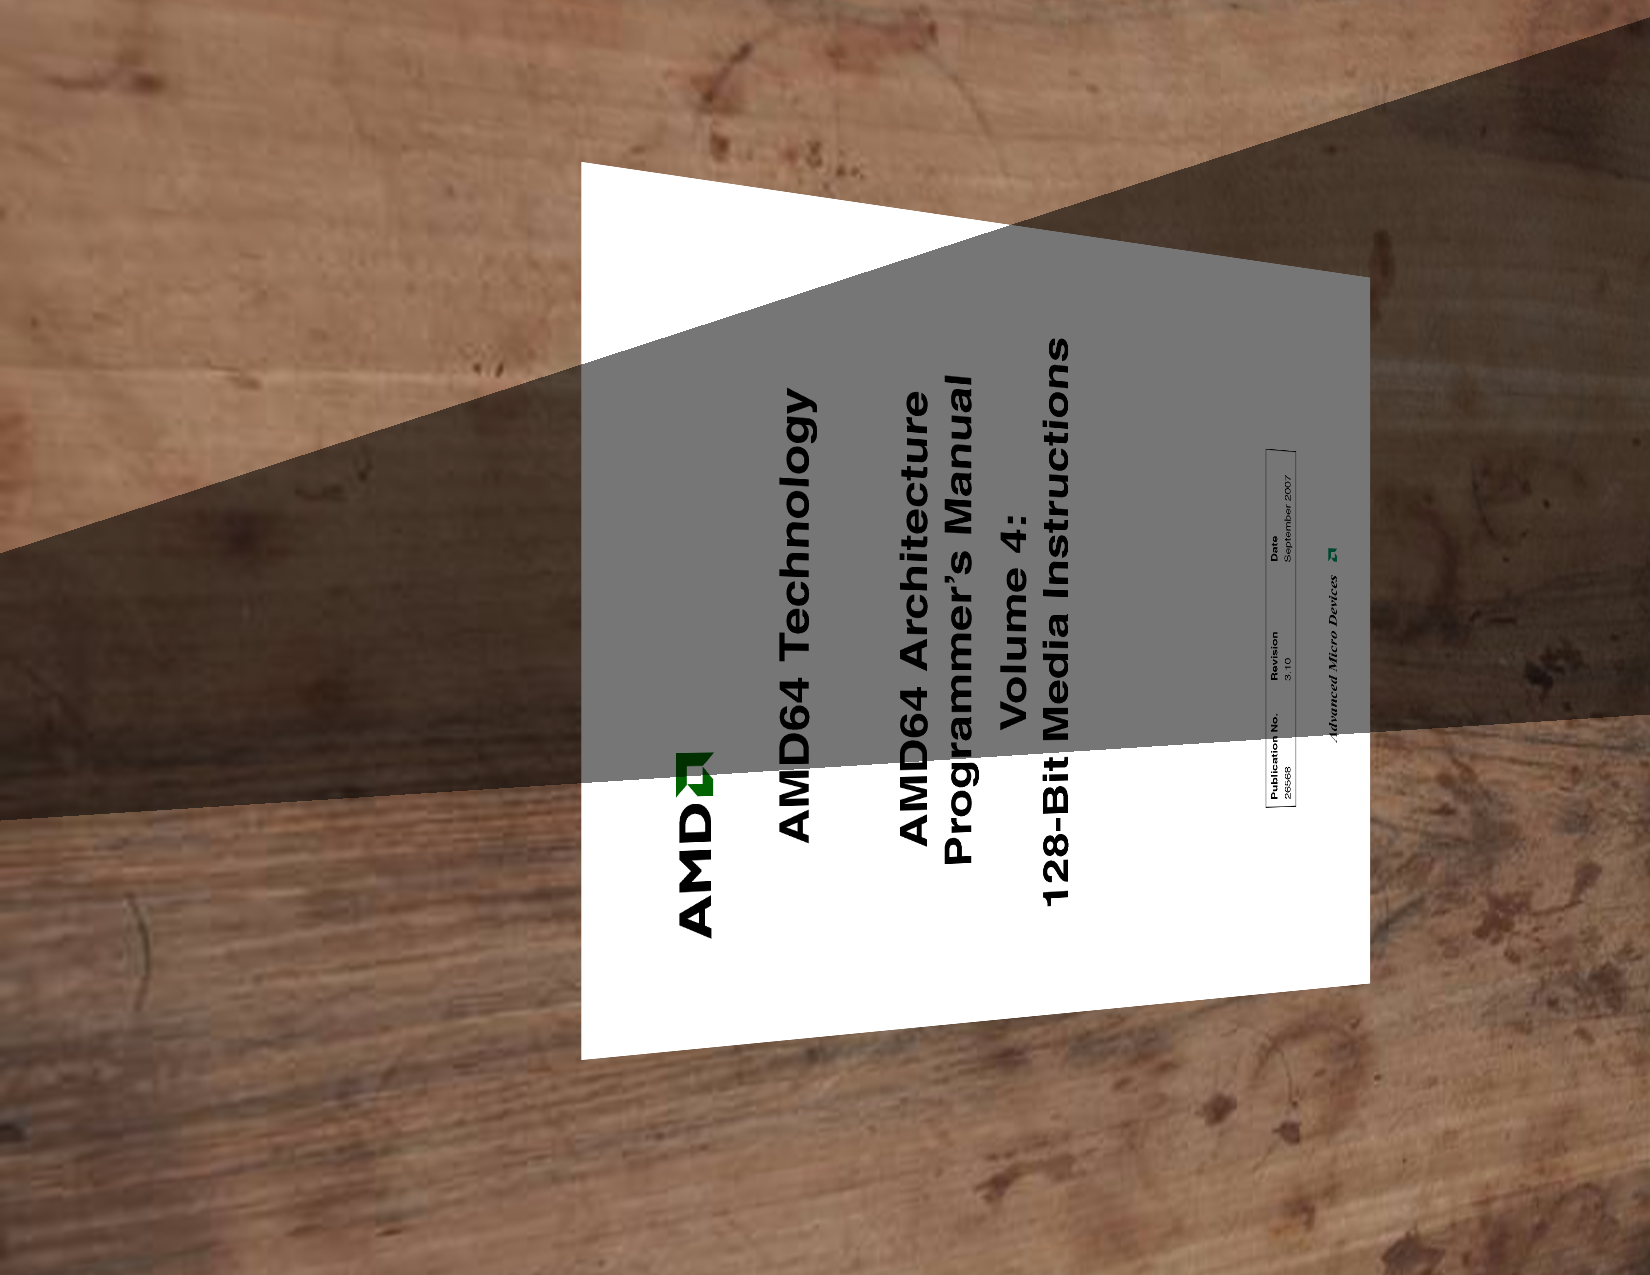 AMD
AMD64 Technology
AMD64 Architecture
Programmer’s Manual
Volume 4:
128-Bit Media Instructions
Publication No. Revision Date
26568 3.10 September 2007
Advanced Micro Devices